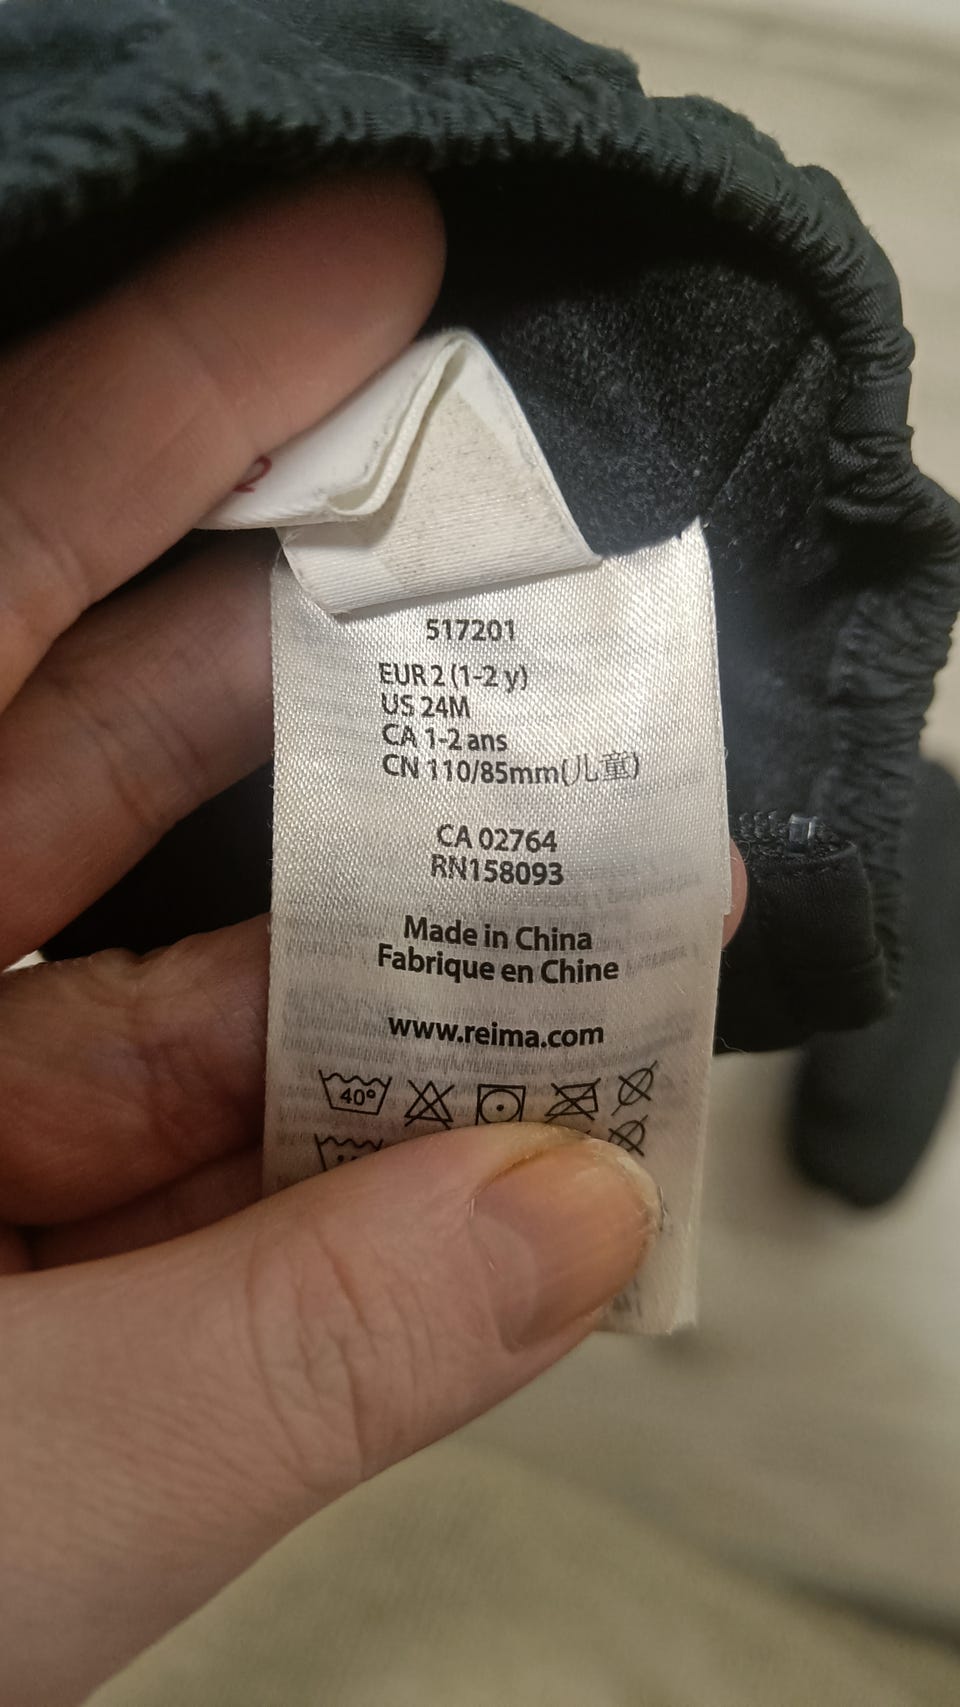 2
517201
EUR 2 (1-2 y)
US 24M
CA 1-2 ans
CN 110/85mm(儿童)
CA 02764
RN158093
Made in China
Fabrique en Chine
www.reima.com
40°